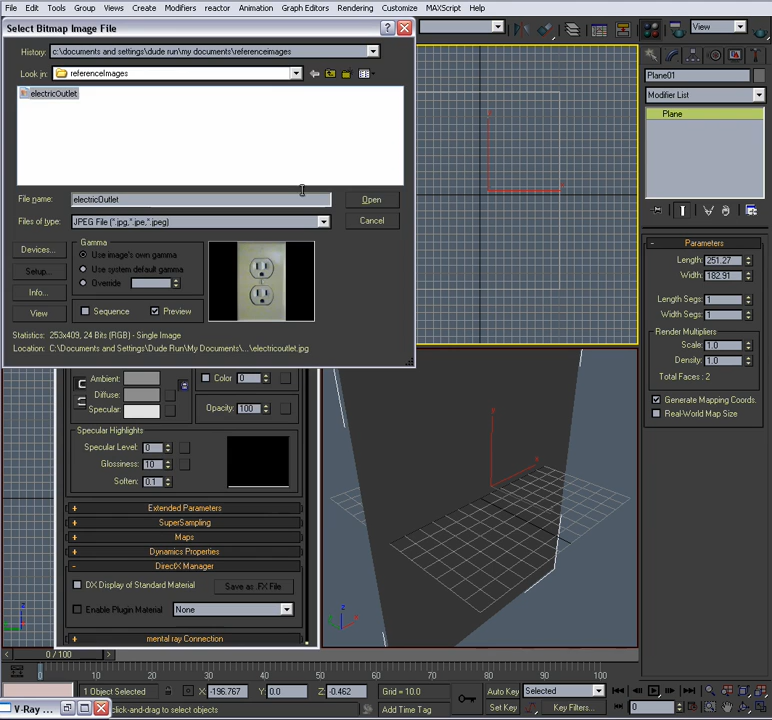 File Edit Tools Group Views Create Modifiers reactor Animation Graph Editors Rendering Customize MAXScript Help
Select Bitmap Image File
View
History: c:\documents and settings\dude run\my documents\referenceimages
Look in: referenceImages
Plane01
Modifier List
electricOutlet
Plane
File name: electricOutlet Open
Files of type: JPEG File (*.jpg,*.jpe,*.jpeg) Cancel
Devices...
Setup...
Info...
View
Gamma
Use image's own gamma
Use system default gamma
Override
Sequence Preview
Statistics: 253x409, 24 Bits (RGB) - Single Image
Location: C:\Documents and Settings\Dude Run\My Documents\...\electricoutlet.jpg
Parameters
Length: 251.27
Width: 182.91
Length Segs: 1
Width Segs: 1
Render Multipliers
Scale: 1.0
Density: 1.0
Total Faces : 2
Generate Mapping Coords.
Real-World Map Size
Ambient:
Diffuse:
Specular:
Color 0
Opacity: 100
Specular Highlights
Specular Level: 0
Glossiness: 10
Soften: 0.1
+ Extended Parameters
+ SuperSampling
+ Maps
+ Dynamics Properties
- DirectX Manager
DX Display of Standard Material Save as .FX File
Enable Plugin Material None
+ mental ray Connection
z
0 / 100
0 10 20 30 40 50 60 70 80 90 100
1 Object Selected X: -196.767 Y: 0.0 Z: -0.462 Grid = 10.0 Auto Key Selected
V-Ray ... click-and-drag to select objects Add Time Tag Set Key Key Filters... 0